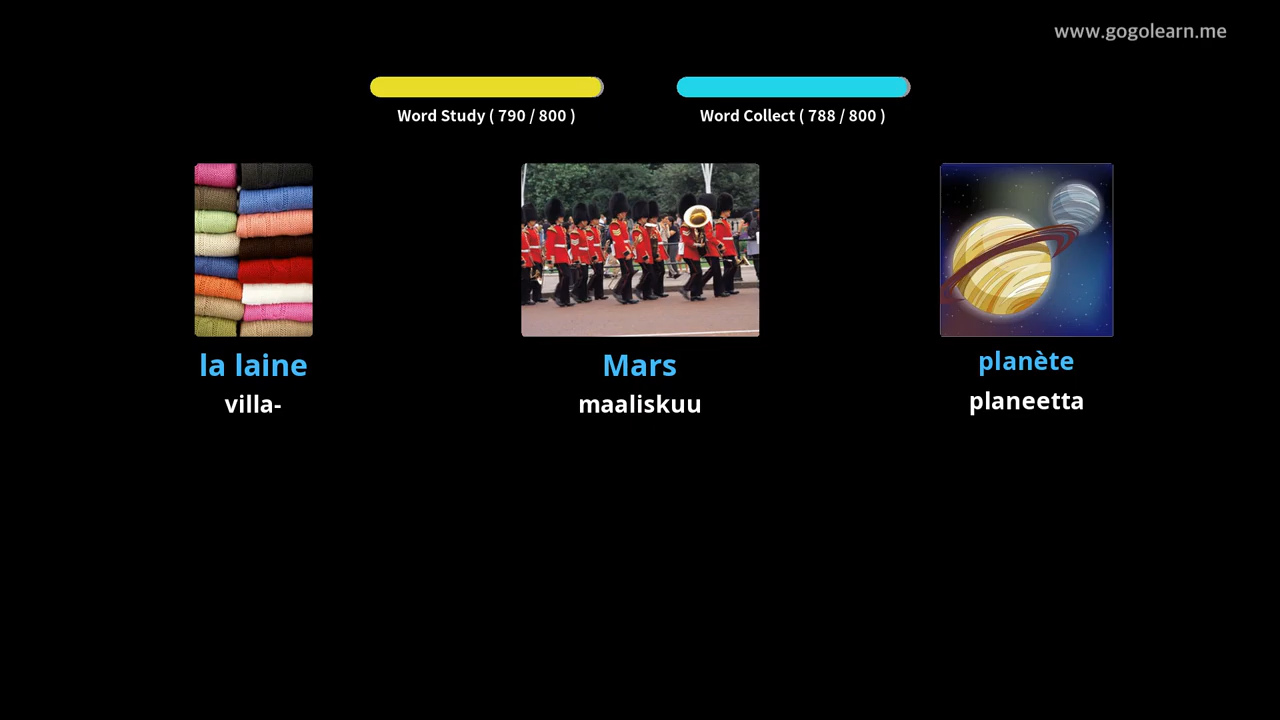 www.gogolearn.me
Word Study ( 790 / 800 )
Word Collect ( 788 / 800 )
la laine
villa-
Mars
maaliskuu
planète
planeetta